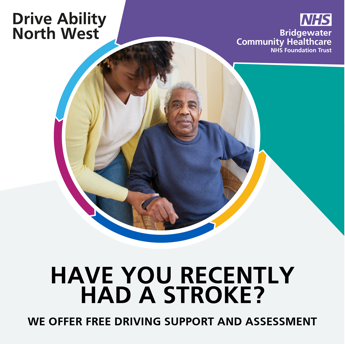 Drive Ability
North West
NHS
Bridgewater
Community Healthcare
NHS Foundation Trust
HAVE YOU RECENTLY
HAD A STROKE?
WE OFFER FREE DRIVING SUPPORT AND ASSESSMENT